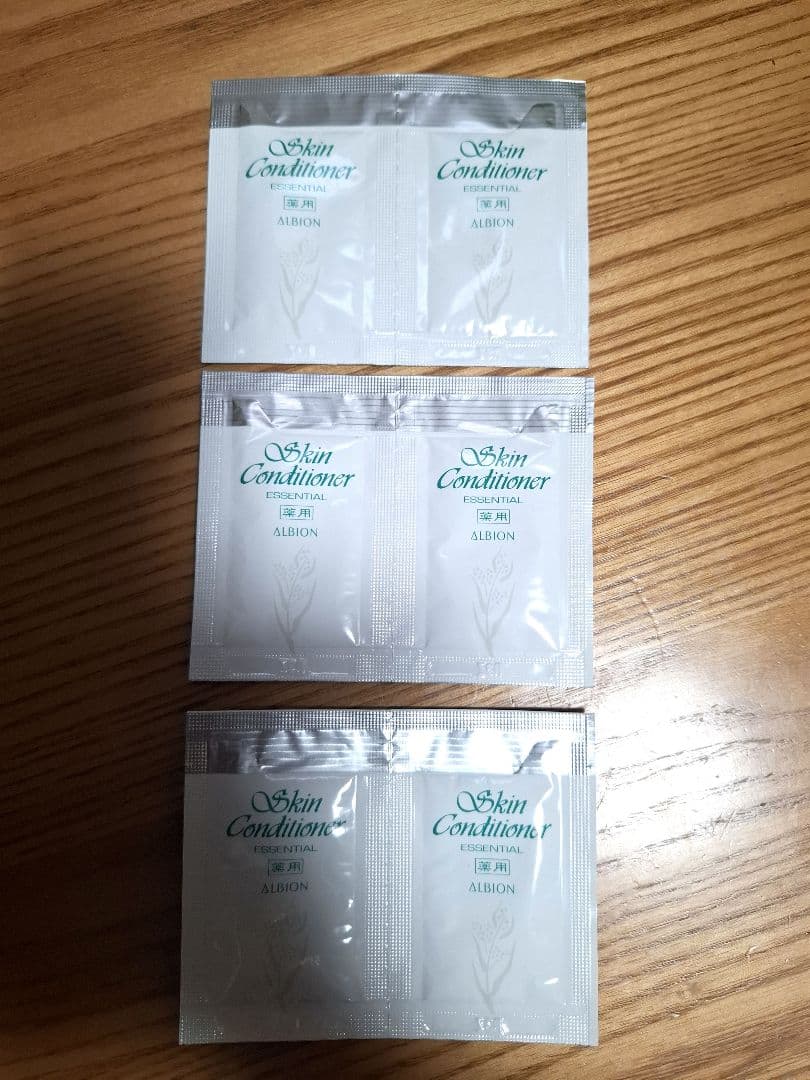 Skin
Conditioner
ESSENTIAL
薬用
ALBION
Skin
Conditioner
ESSENTIAL
薬用
ALBION
Skin
Conditioner
ESSENTIAL
薬用
ALBION
Skin
Conditioner
ESSENTIAL
薬用
ALBION
Skin
Conditioner
ESSENTIAL
薬用
ALBION
Skin
Conditioner
ESSENTIAL
薬用
ALBION